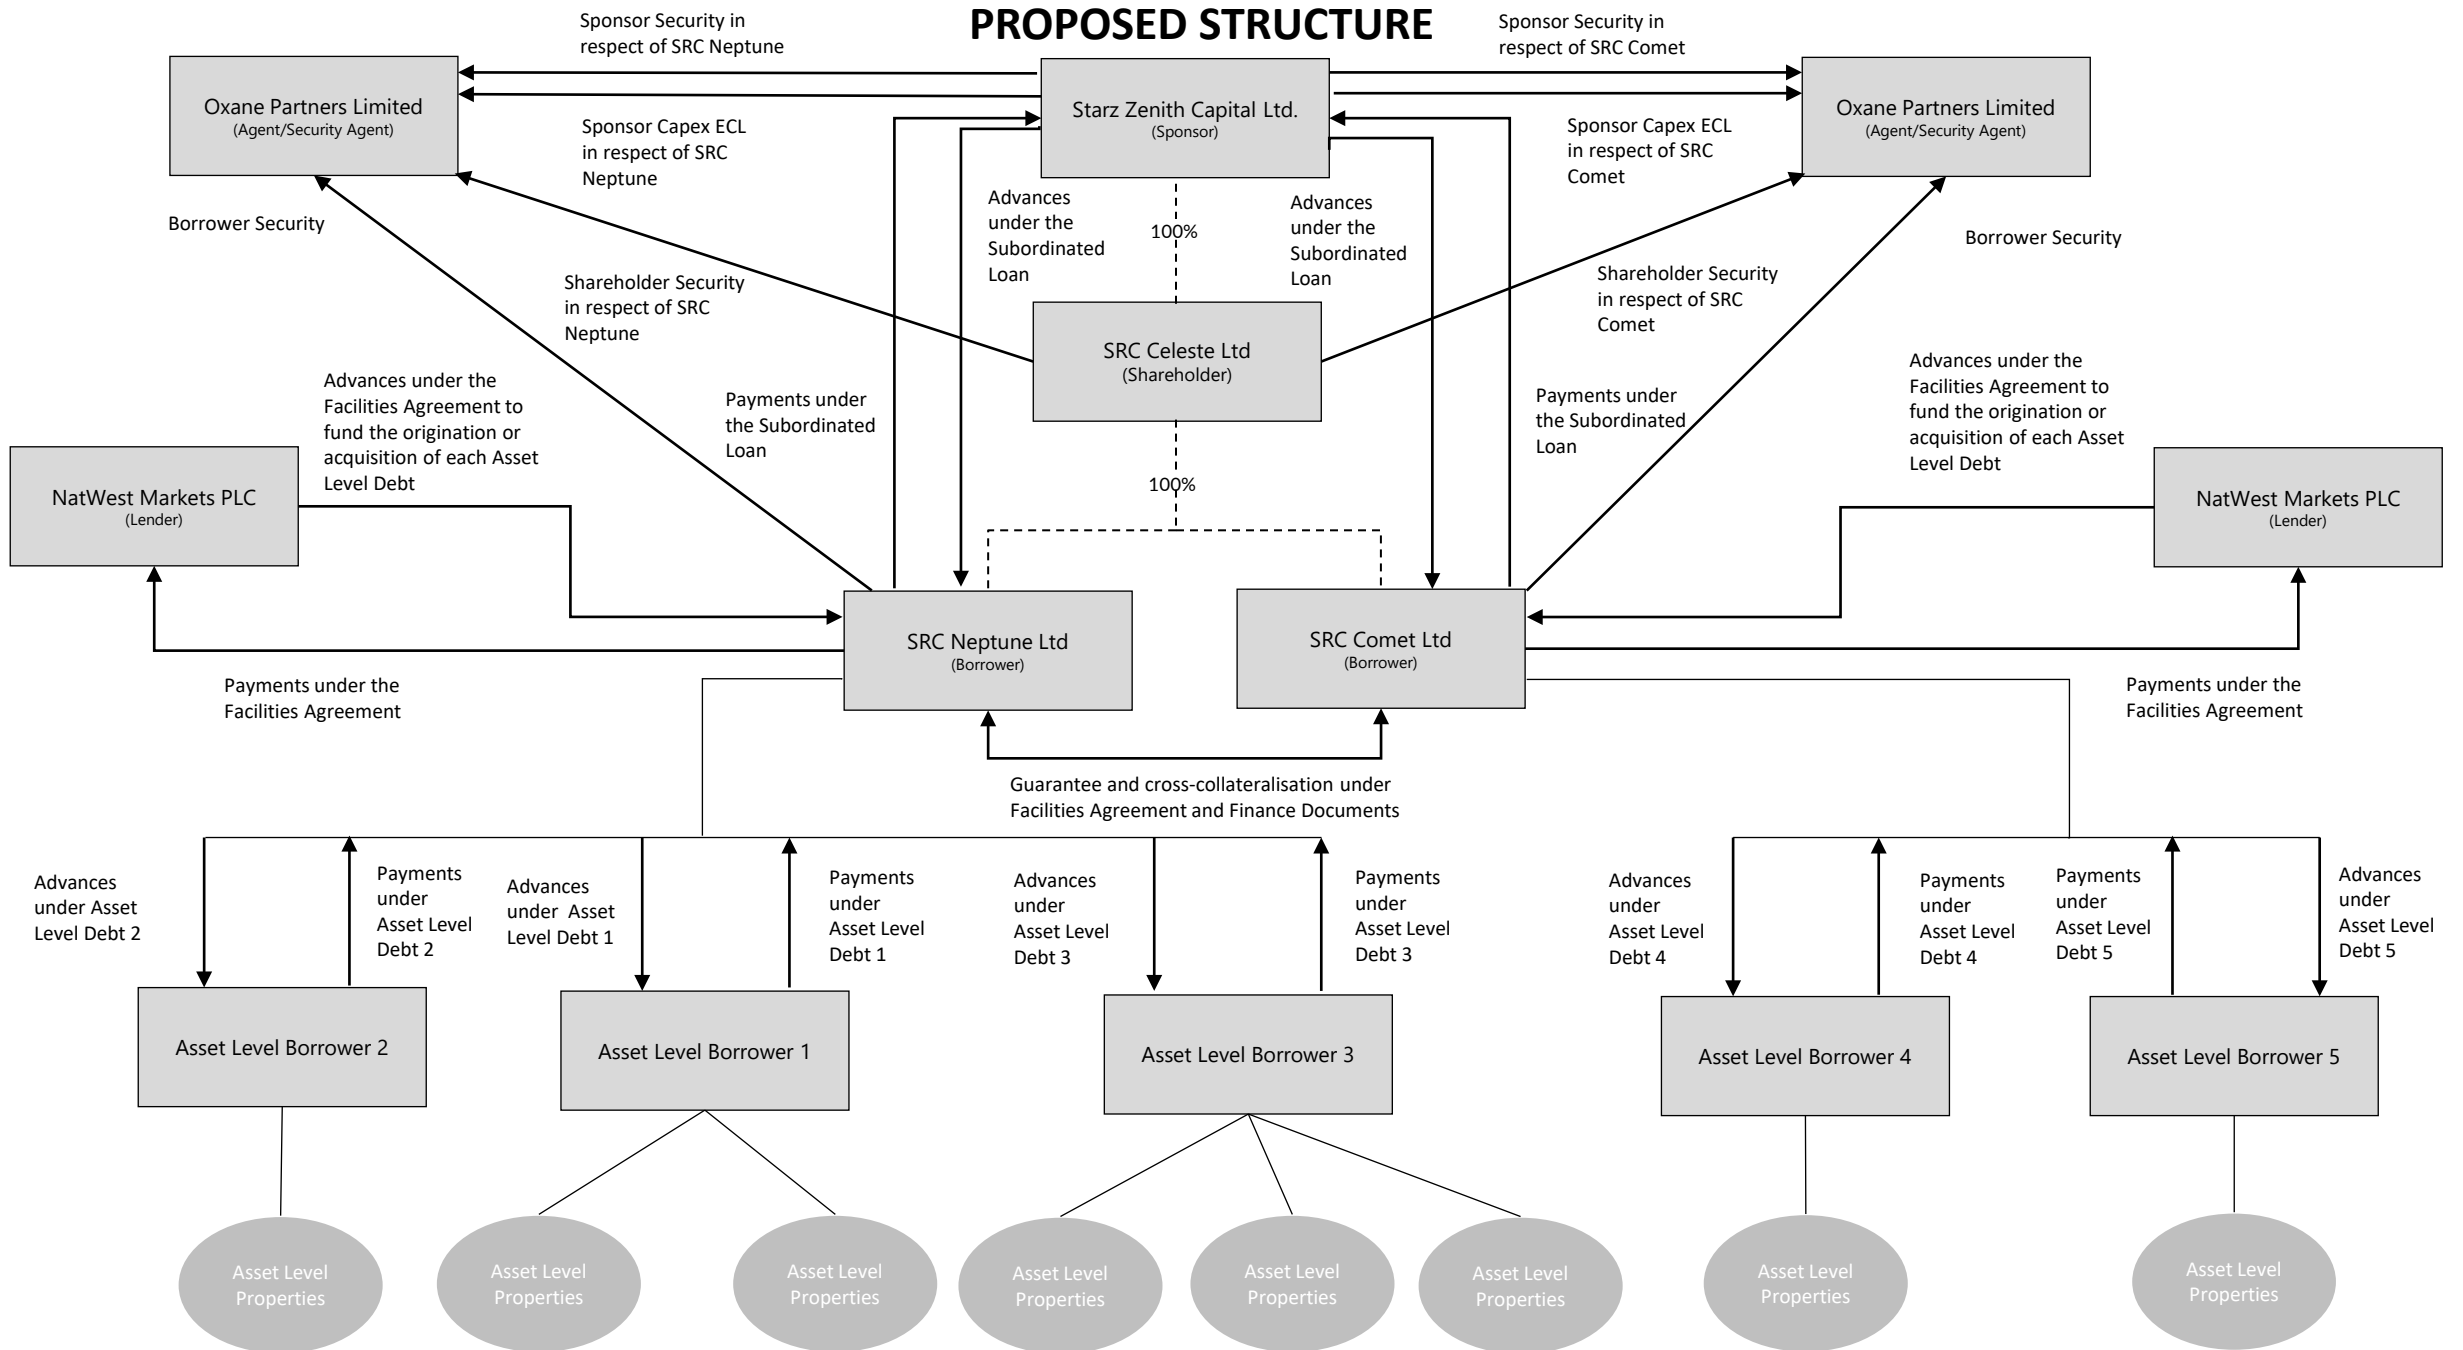 PROPOSED STRUCTURE
Sponsor Security in
respect of SRC Neptune
Sponsor Security in
respect of SRC Comet
Oxane Partners Limited
(Agent/Security Agent)
Starz Zenith Capital Ltd.
(Sponsor)
Oxane Partners Limited
(Agent/Security Agent)
Sponsor Capex ECL
in respect of SRC
Neptune
Sponsor Capex ECL
in respect of SRC
Comet
Borrower Security
Advances
under the
Subordinated
Loan
100%
Advances
under the
Subordinated
Loan
Borrower Security
Shareholder Security
in respect of SRC
Neptune
Shareholder Security
in respect of SRC
Comet
SRC Celeste Ltd
(Shareholder)
Advances under the
Facilities Agreement to
fund the origination or
acquisition of each Asset
Level Debt
Payments under
the Subordinated
Loan
Payments under
the Subordinated
Loan
Advances under the
Facilities Agreement to
fund the origination or
acquisition of each Asset
Level Debt
NatWest Markets PLC
(Lender)
100%
NatWest Markets PLC
(Lender)
SRC Neptune Ltd
(Borrower)
SRC Comet Ltd
(Borrower)
Payments under the
Facilities Agreement
Payments under the
Facilities Agreement
Guarantee and cross-collateralisation under
Facilities Agreement and Finance Documents
Advances
under Asset
Level Debt 2
Payments
under
Asset Level
Debt 2
Advances
under Asset
Level Debt 1
Payments
under
Asset Level
Debt 1
Advances
under
Asset Level
Debt 3
Payments
under
Asset Level
Debt 3
Advances
under
Asset Level
Debt 4
Payments
under
Asset Level
Debt 4
Payments
under
Asset Level
Debt 5
Advances
under
Asset Level
Debt 5
Asset Level Borrower 2
Asset Level Borrower 1
Asset Level Borrower 3
Asset Level Borrower 4
Asset Level Borrower 5
Asset Level
Properties
Asset Level
Properties
Asset Level
Properties
Asset Level
Properties
Asset Level
Properties
Asset Level
Properties
Asset Level
Properties
Asset Level
Properties